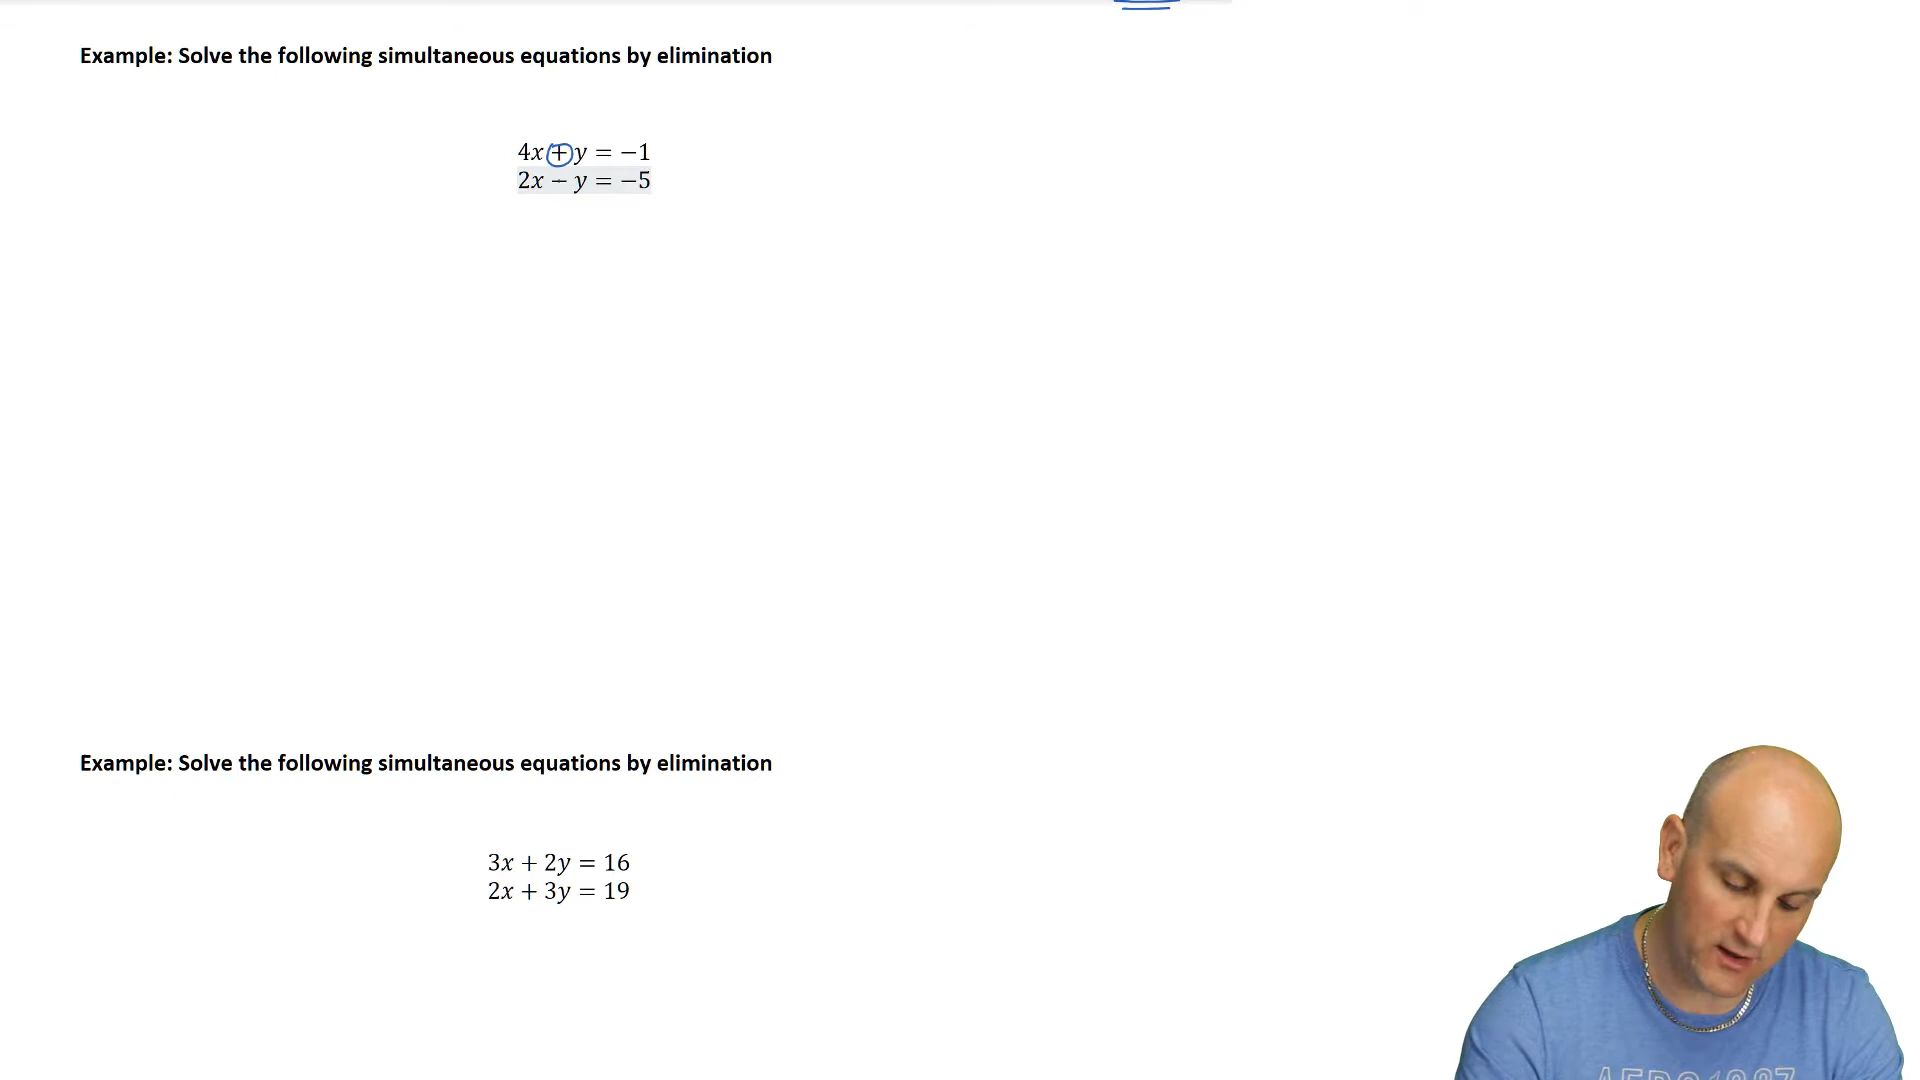 Example: Solve the following simultaneous equations by elimination
4x + y = −1
2x − y = −5
Example: Solve the following simultaneous equations by elimination
3x + 2y = 16
2x + 3y = 19